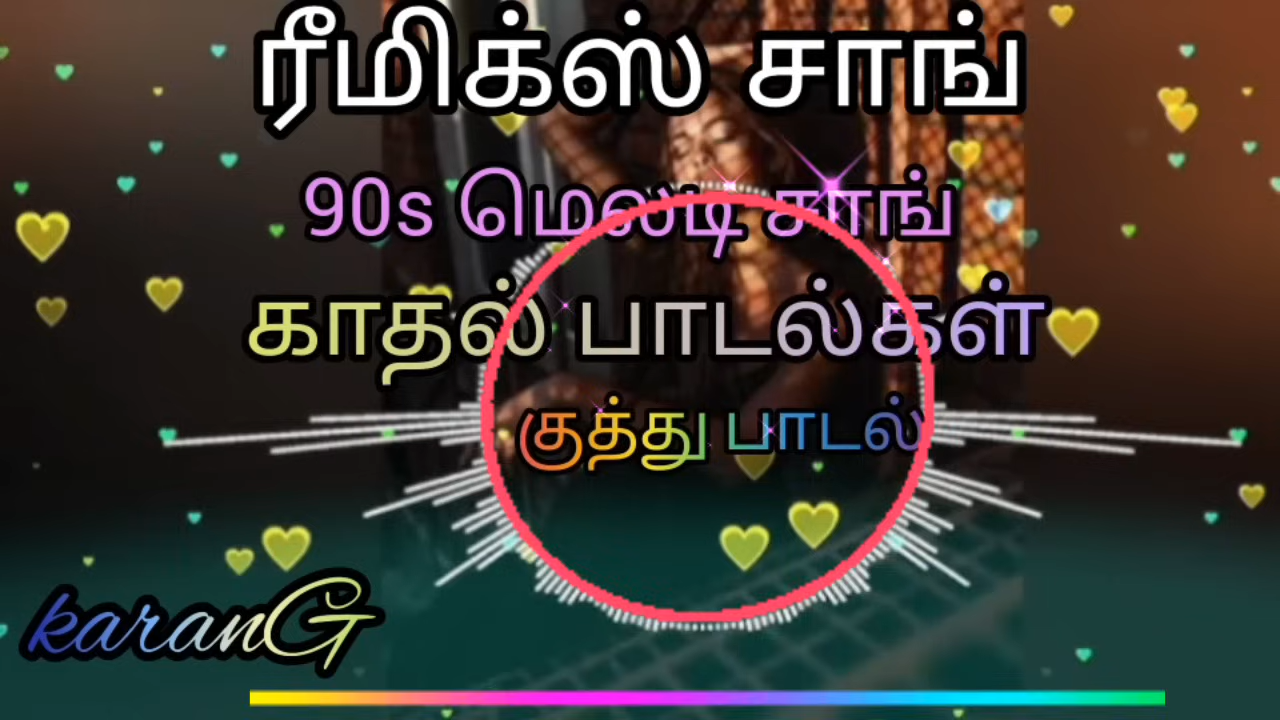 ரீமிக்ஸ் சாங்
90s மெலடி சாங்
காதல் பாடல்கள்
குத்து பாடல்
karanG